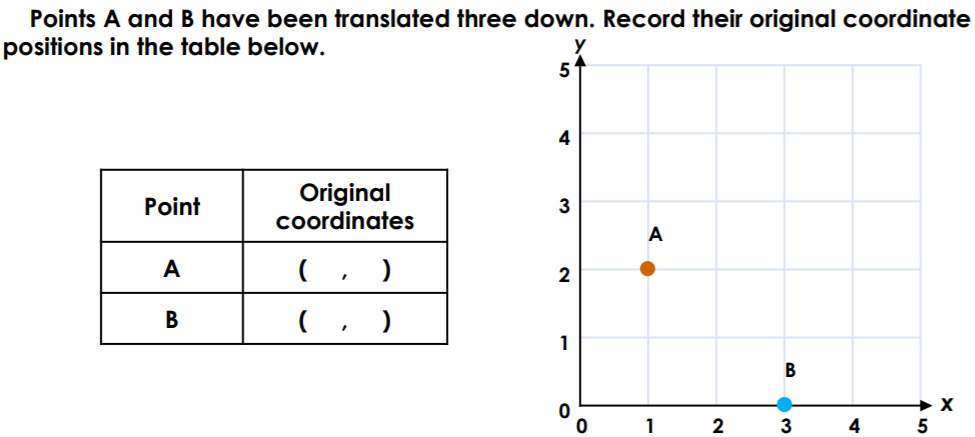 Points A and B have been translated three down. Record their original coordinate
positions in the table below.
Point
Original
coordinates
A
( , )
B
( , )
y
5
4
3
2
1
0
A
B
x
0 1 2 3 4 5